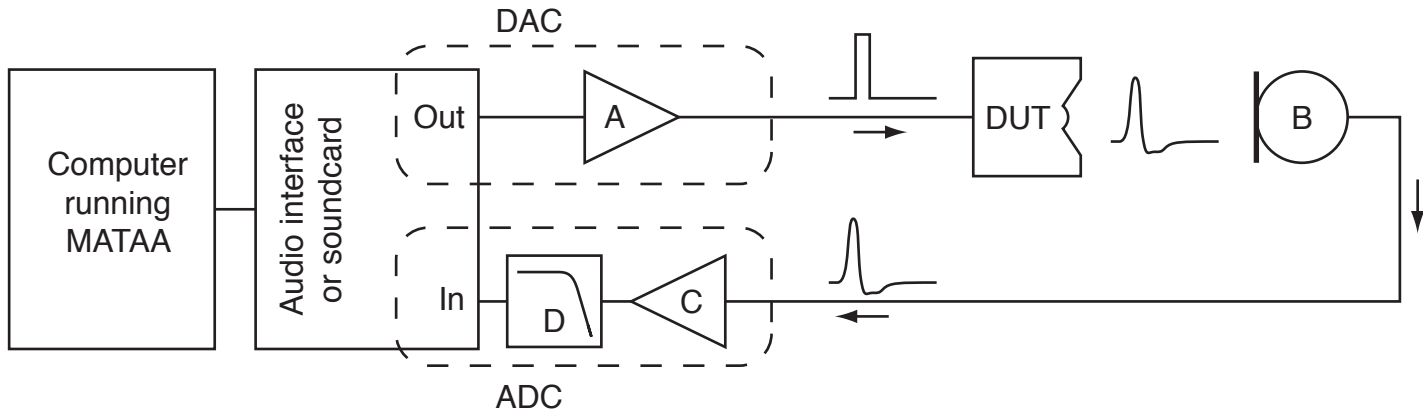 DAC
Computer
running
MATAA
Audio interface
or soundcard
Out
A
DUT
B
In
D
C
ADC